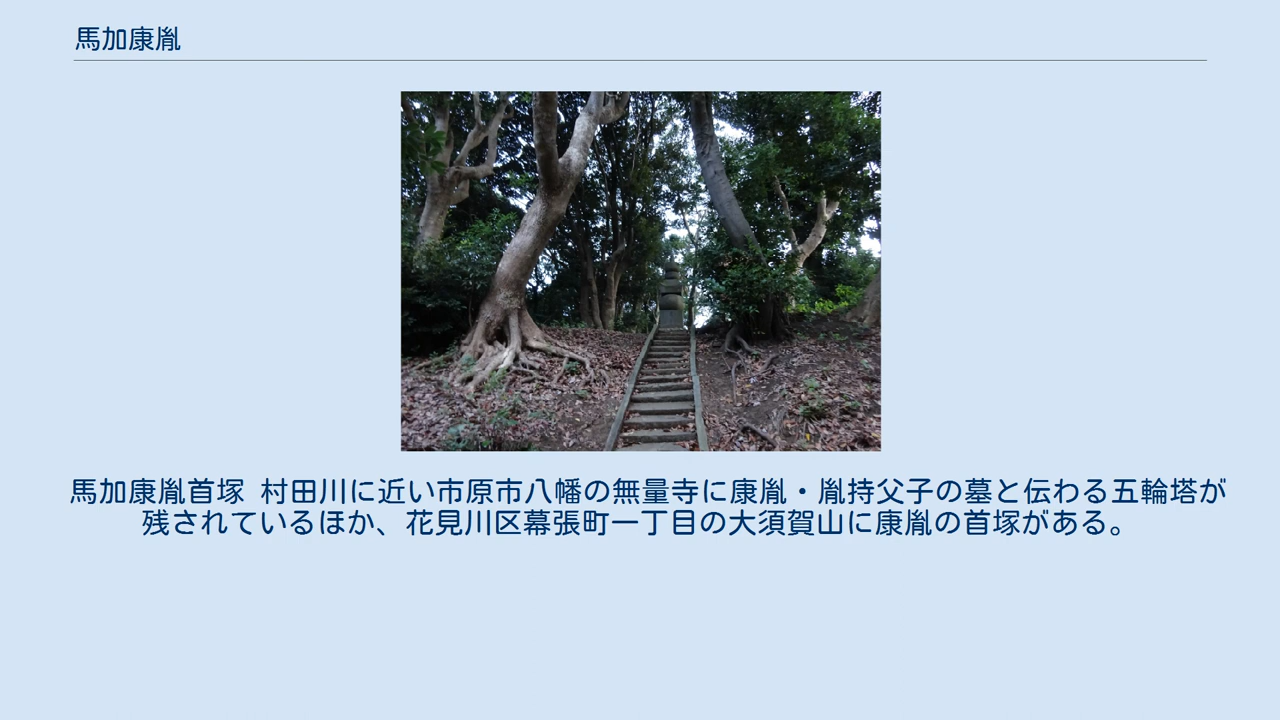 馬加康胤
馬加康胤首塚 村田川に近い市原市八幡の無量寺に康胤・胤持父子の墓と伝わる五輪塔が
残されているほか、花見川区幕張町一丁目の大須賀山に康胤の首塚がある。